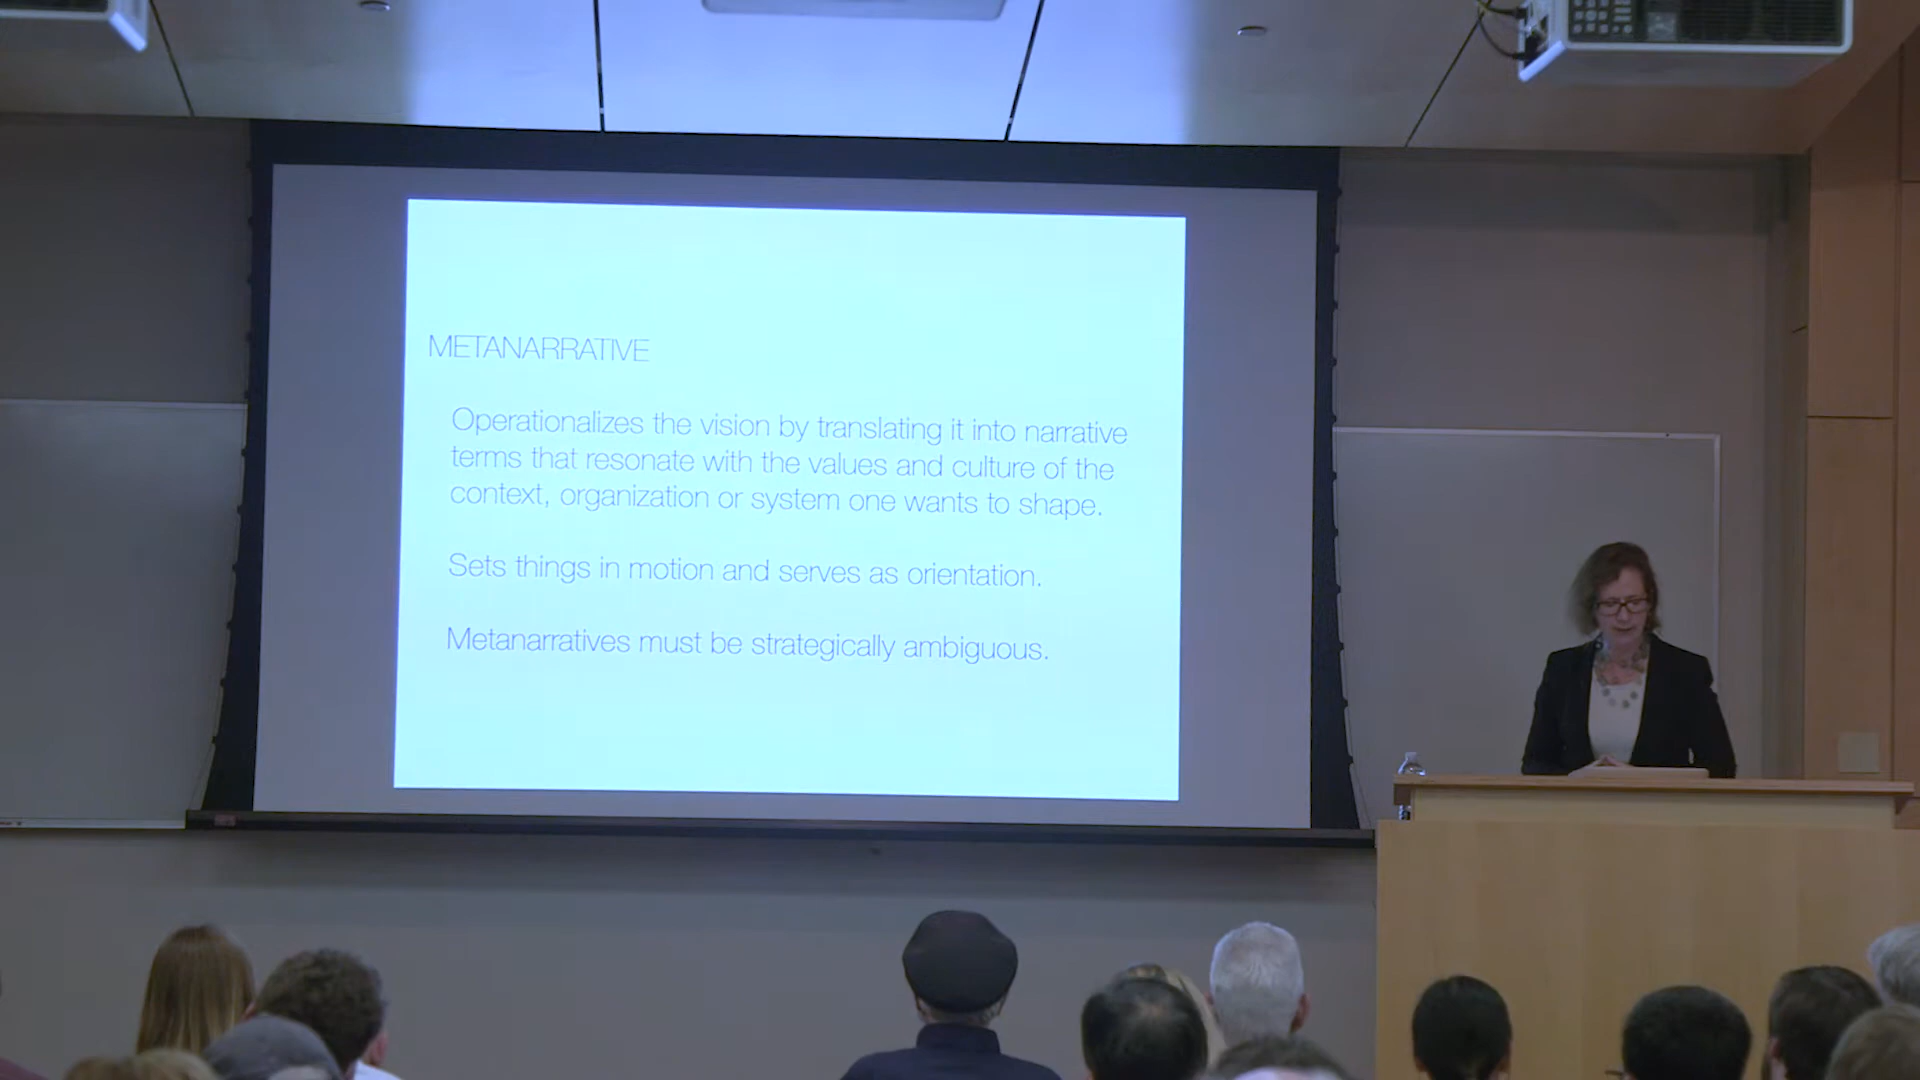 METANARRATIVE
Operationalizes the vision by translating it into narrative
terms that resonate with the values and culture of the
context, organization or system one wants to shape.
Sets things in motion and serves as orientation.
Metanarratives must be strategically ambiguous.